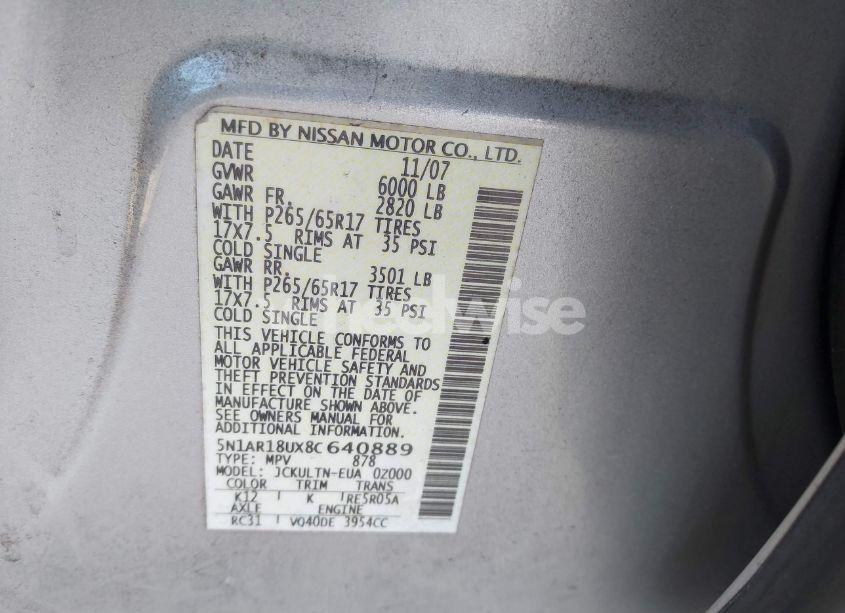 MFD BY NISSAN MOTOR CO., LTD.
DATE 11/07
GVWR 6000 LB
GAWR FR. 2820 LB
WITH P265/65R17 TIRES
17X7.5 RIMS AT 35 PSI
COLD SINGLE
GAWR RR. 3501 LB
WITH P265/65R17 TIRES
17X7.5 RIMS AT 35 PSI
COLD SINGLE
THIS VEHICLE CONFORMS TO
ALL APPLICABLE FEDERAL
MOTOR VEHICLE SAFETY AND
THEFT PREVENTION STANDARDS
IN EFFECT ON THE DATE OF
MANUFACTURE SHOWN ABOVE.
SEE OWNERS MANUAL FOR
ADDITIONAL INFORMATION.
5N1AR18UX8C640889
TYPE: MPV 878
MODEL: JCKULTN-EUA 0Z000
COLOR TRIM TRANS
K12 K RE5R05A
AXLE ENGINE
RC31 VQ40DE 3954CC
wheelwise